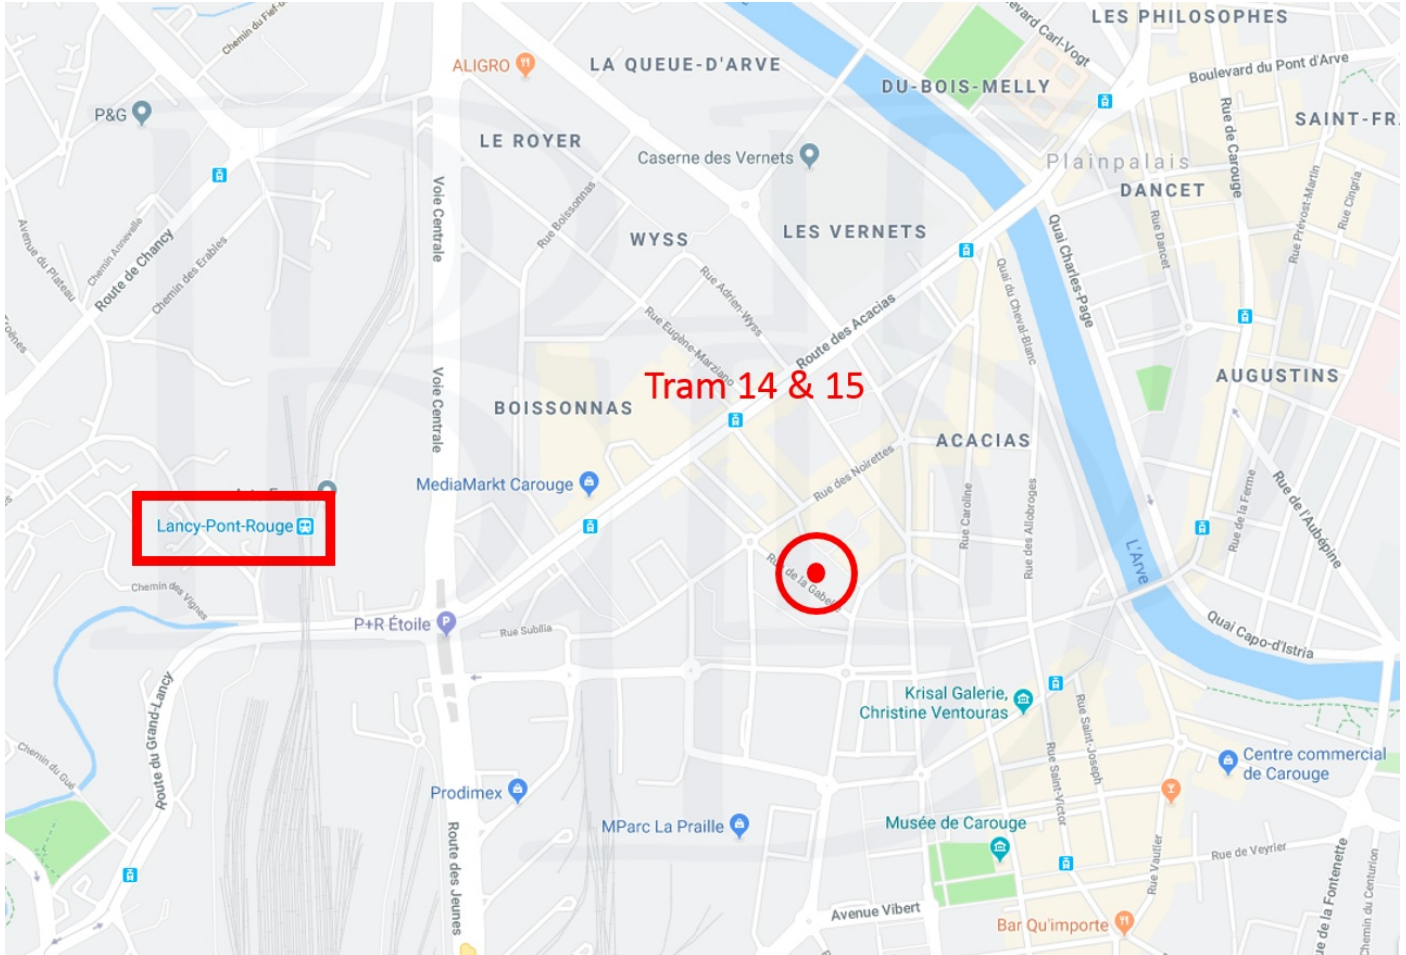 Chemin du Fief-d
Boulevard Carl-Vogt
LES PHILOSOPHES
ALIGRO
LA QUEUE-D'ARVE
Boulevard du Pont d'Arve
DU-BOIS-MELLY
P&G
Rue de Carouge
SAINT-FR
LE ROYER
Caserne des Vernets
Plainpalais
DANCET
Voie Centrale
Rue Boissonnas
Rue Prévost-Martin
Rue Cingria
Avenue du Plateau
Chemin Annevelle
Route de Chancy
Chemin des Erables
WYSS
LES VERNETS
Rue Dancet
Quai Charles-Page
Rue Adrien-Wyss
Quai du Cheval-Blanc
Rue Eugène-Marziano
Route des Acacias
Voie Centrale
Tram 14 & 15
BOISSONNAS
AUGUSTINS
ACACIAS
MediaMarkt Carouge
Rue des Noirettes
Rue Caroline
Rue des Allobroges
Rue de la Ferme
Rue de l'Aubépine
Lancy-Pont-Rouge
L'Arve
Rue de la Gabelle
Chemin des Vignes
P+R Étoile
P
Rue Subilia
Quai Capo-d'Istria
Route du Grand-Lancy
Krisal Galerie,
Christine Ventouras
Rue Saint-Joseph
Rue Saint-Victor
Chemin du Gué
Centre commercial
de Carouge
Prodimex
MParc La Praille
Musée de Carouge
Route des Jeunes
Rue Vautier
Rue de Veyrier
Rue de la Fontenette
Chemin du Centurion
Avenue Vibert
Bar Qu'importe